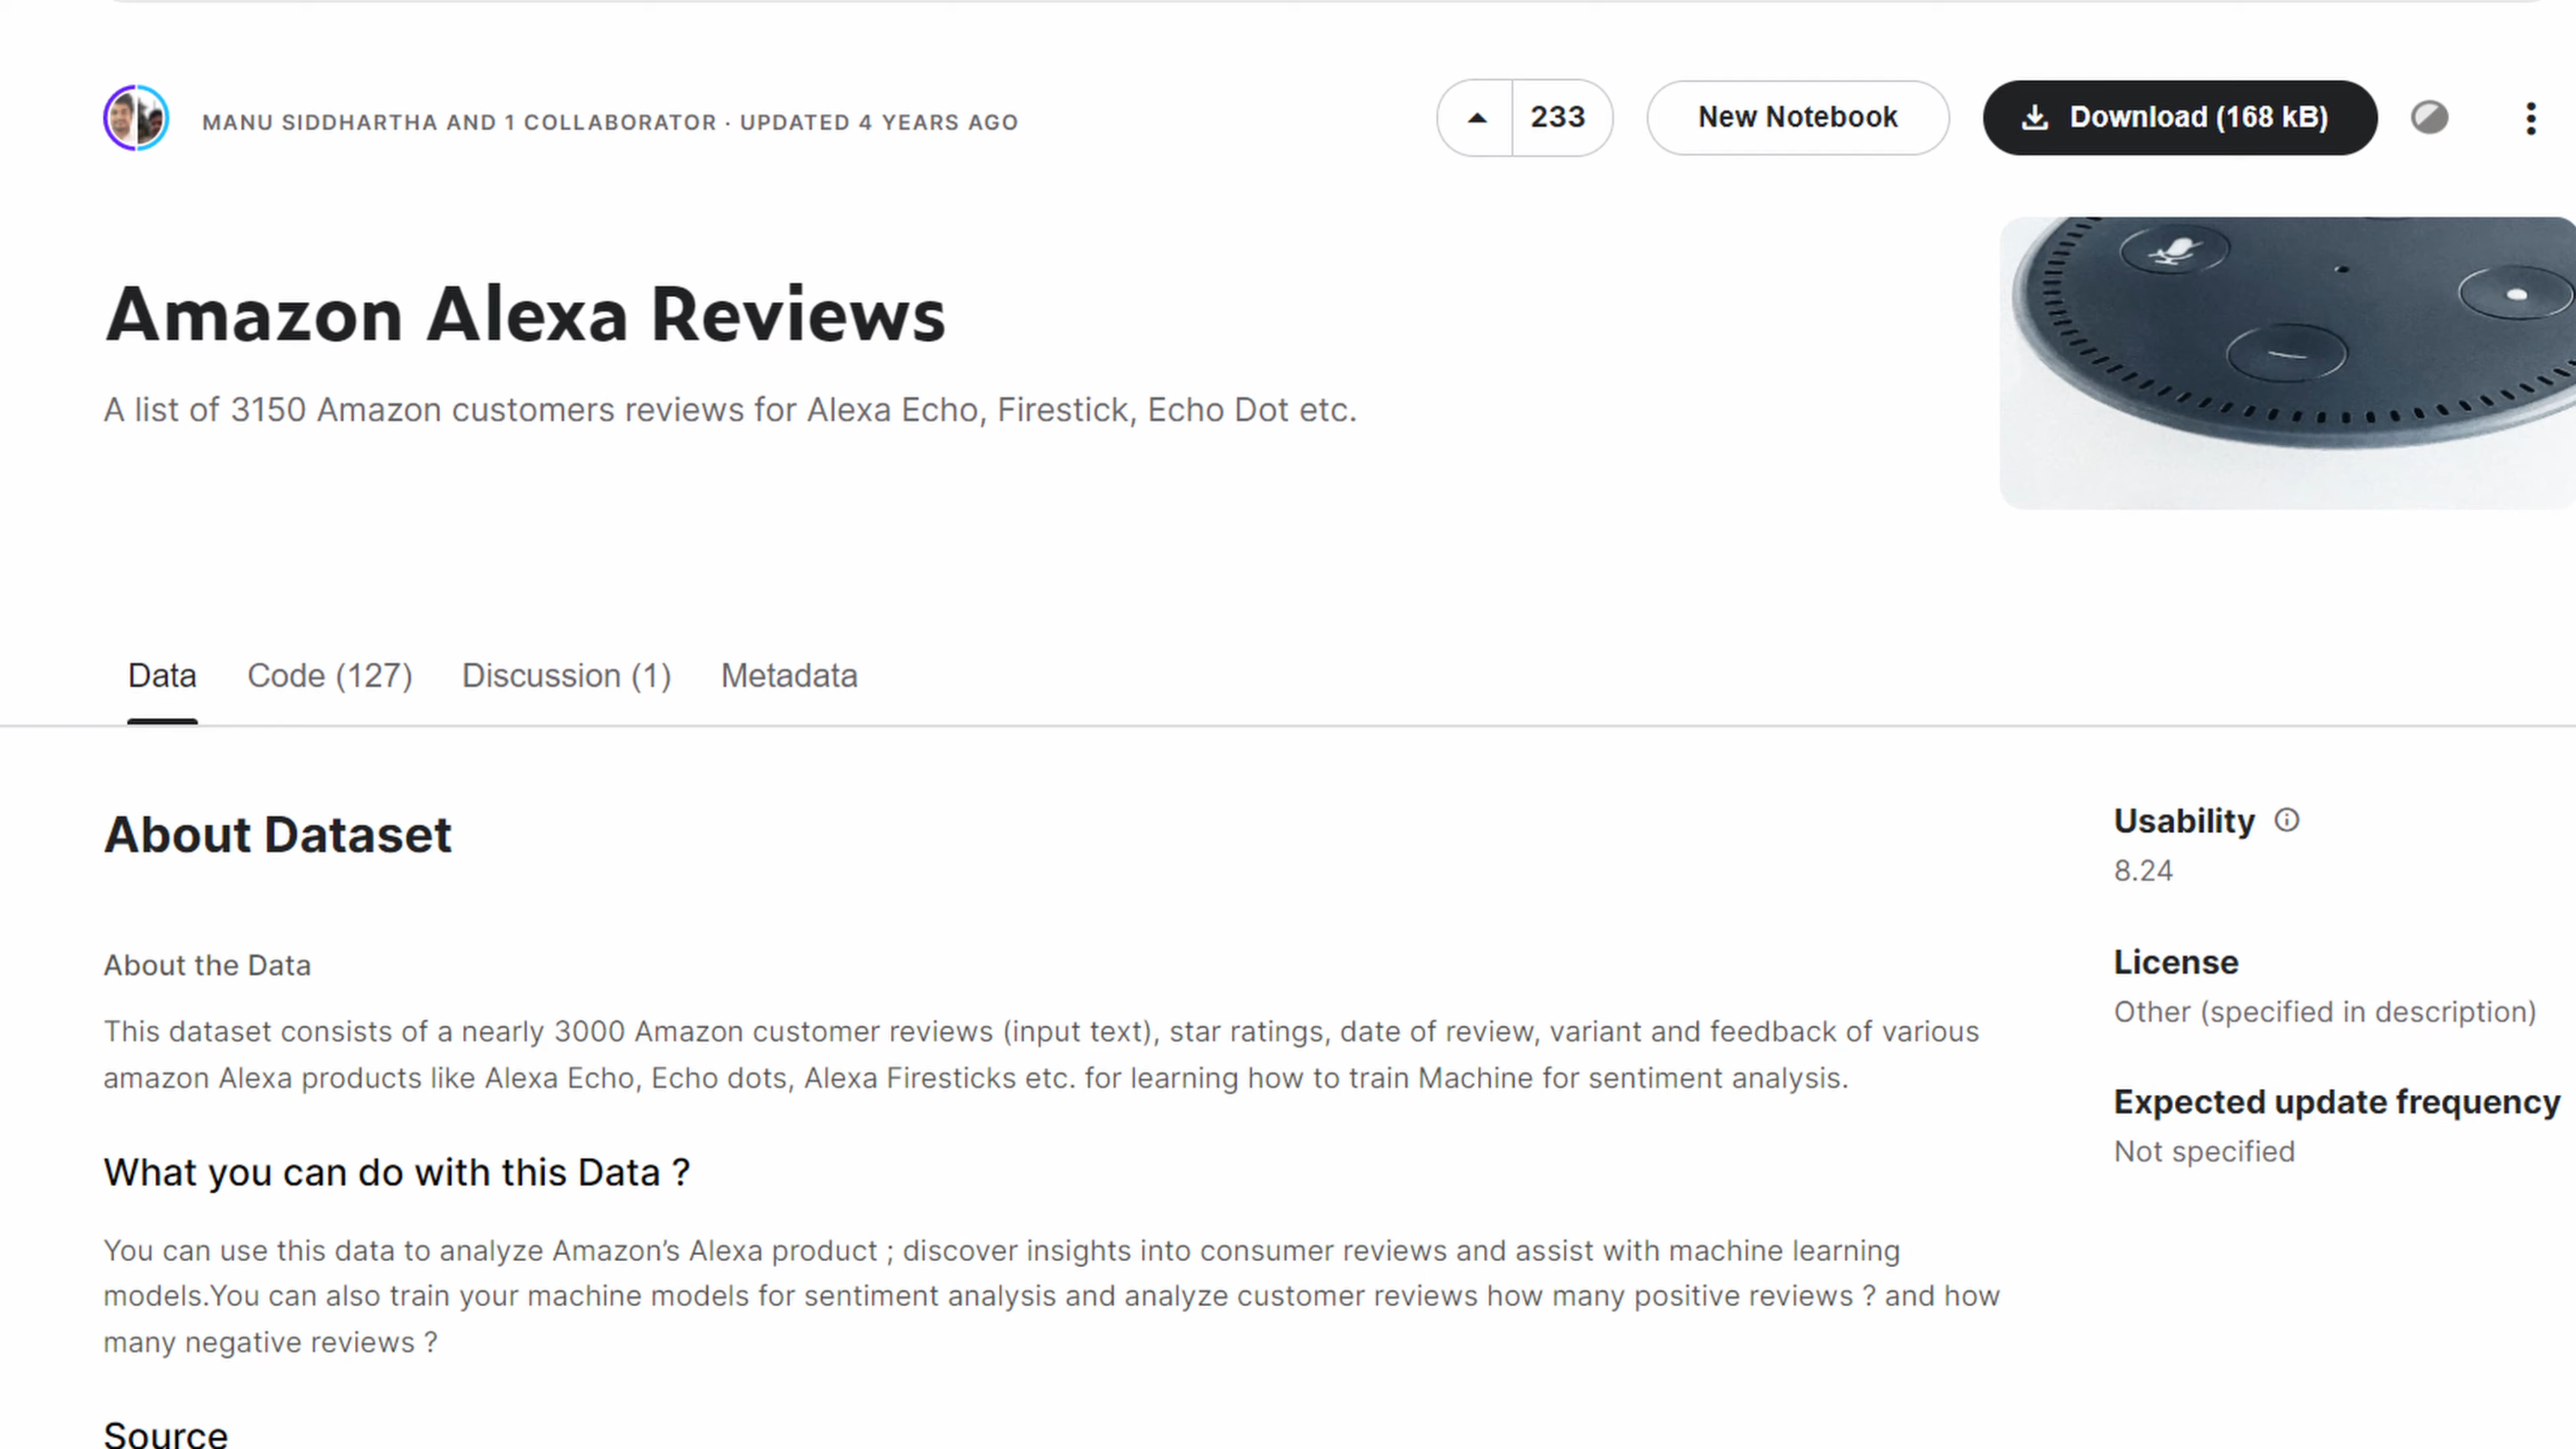 MANU SIDDHARTHA AND 1 COLLABORATOR · UPDATED 4 YEARS AGO
233
New Notebook
Download (168 kB)
Amazon Alexa Reviews
A list of 3150 Amazon customers reviews for Alexa Echo, Firestick, Echo Dot etc.
Data
Code (127)
Discussion (1)
Metadata
About Dataset
About the Data
This dataset consists of a nearly 3000 Amazon customer reviews (input text), star ratings, date of review, variant and feedback of various
amazon Alexa products like Alexa Echo, Echo dots, Alexa Firesticks etc. for learning how to train Machine for sentiment analysis.
What you can do with this Data ?
You can use this data to analyze Amazon’s Alexa product ; discover insights into consumer reviews and assist with machine learning
models.You can also train your machine models for sentiment analysis and analyze customer reviews how many positive reviews ? and how
many negative reviews ?
Source
Usability
8.24
License
Other (specified in description)
Expected update frequency
Not specified